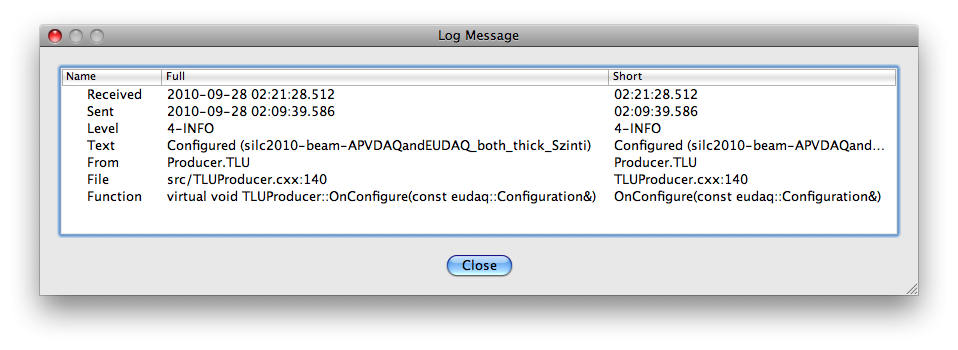 Log Message
Name Full Short
Received 2010-09-28 02:21:28.512 02:21:28.512
Sent 2010-09-28 02:09:39.586 02:09:39.586
Level 4-INFO 4-INFO
Text Configured (silc2010-beam-APVDAQandEUDAQ_both_thick_Szinti) Configured (silc2010-beam-APVDAQand...
From Producer.TLU Producer.TLU
File src/TLUProducer.cxx:140 TLUProducer.cxx:140
Function virtual void TLUProducer::OnConfigure(const eudaq::Configuration&) OnConfigure(const eudaq::Configuration&)
Close